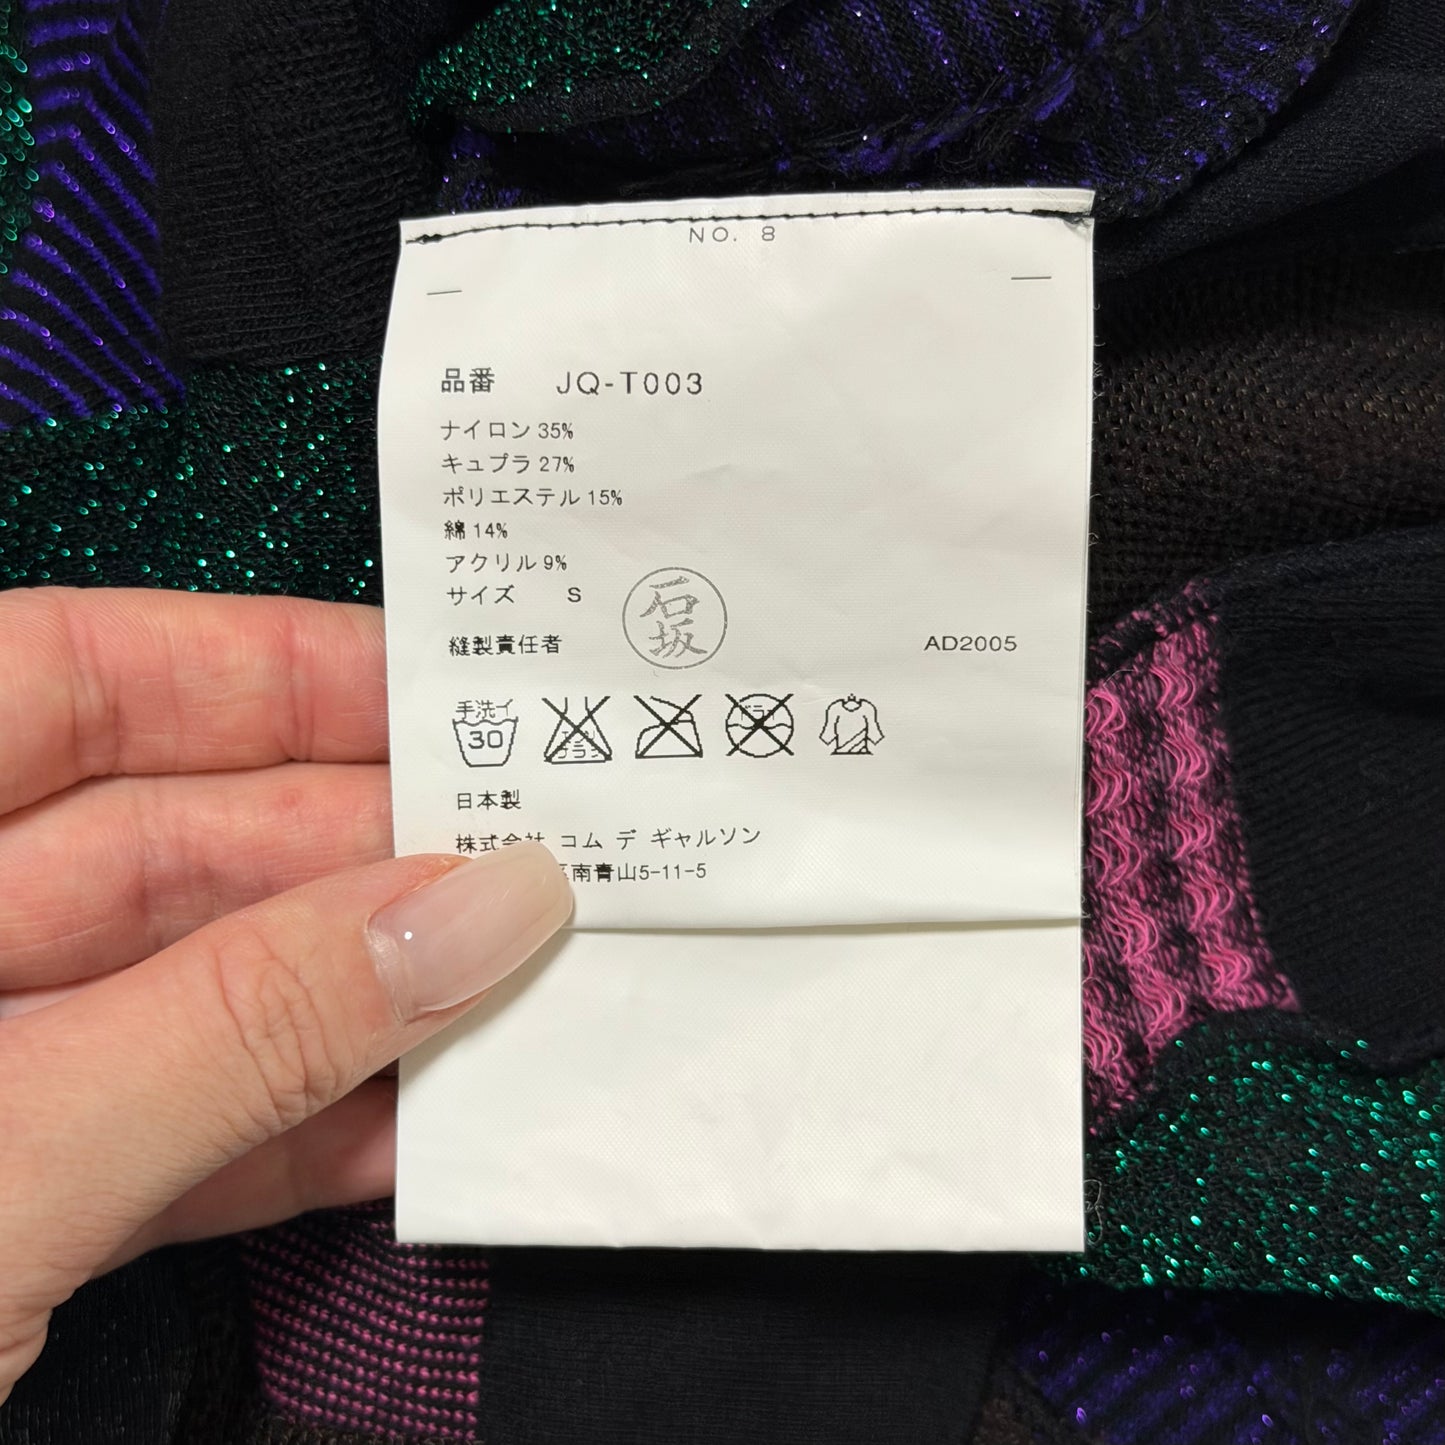 NO. 8
品番 JQ-T003
ナイロン 35%
キュプラ 27%
ポリエステル 15%
綿 14%
アクリル 9%
サイズ S
石坂
縫製責任者
AD2005
手洗イ
30
日本製
株式会社 コム デ ギャルソン
南青山5-11-5